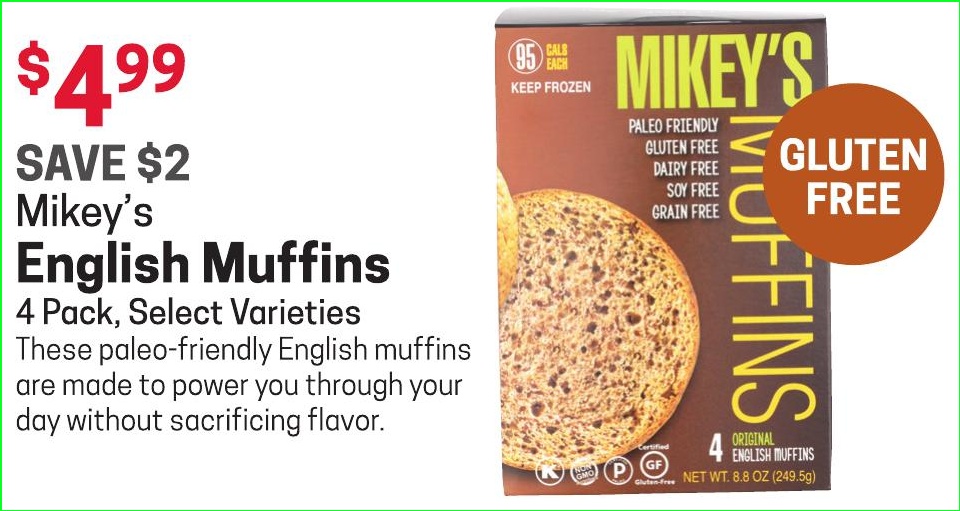 $4.99
SAVE $2
Mikey's
English Muffins
4 Pack, Select Varieties
These paleo-friendly English muffins
are made to power you through your
day without sacrificing flavor.
95 CALS
EACH
KEEP FROZEN
MIKEY'S
MUFFINS
PALEO FRIENDLY
GLUTEN FREE
DAIRY FREE
SOY FREE
GRAIN FREE
GLUTEN
FREE
4 ORIGINAL
ENGLISH MUFFINS
NET WT. 8.8 OZ (249.5g)
K
NON
GMO
P
Certified
GF
Gluten-Free